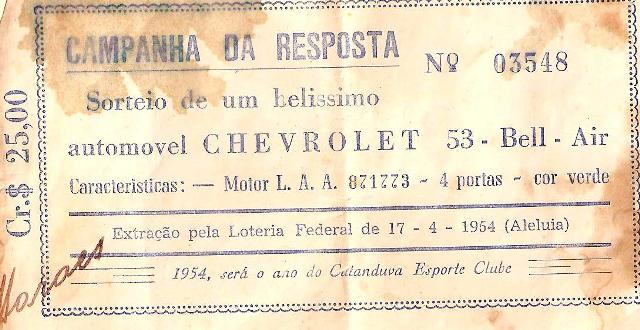 CAMPANHA DA RESPOSTA
Nº 03548
Sorteio de um belissimo
automovel CHEVROLET 53 - Bell - Air
Caracteristicas: — Motor L. A. A. 871773 - 4 portas - cor verde
Extração pela Loteria Federal de 17 - 4 - 1954 (Aleluia)
1954, será o ano do Catanduva Esporte Clube
Cr.$ 25,00
Moraes